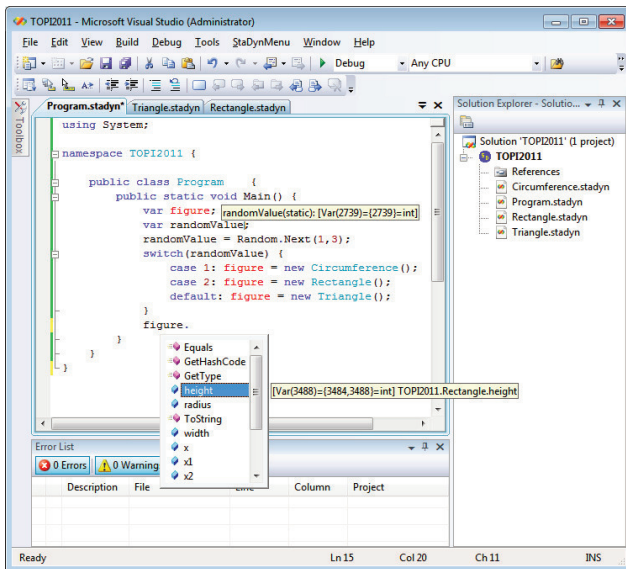 TOPI2011 - Microsoft Visual Studio (Administrator)
File Edit View Build Debug Tools StaDynMenu Window Help
Debug Any CPU
Toolbox
Program.stadyn* Triangle.stadyn Rectangle.stadyn
using System;
namespace TOPI2011 {
public class Program {
public static void Main() {
var figure; randomValue(static): [Var(2739)={2739}=int]
var randomValue;
randomValue = Random.Next(1,3);
switch(randomValue) {
case 1: figure = new Circumference();
case 2: figure = new Rectangle();
default: figure = new Triangle();
}
figure.
}
}
}
Equals
GetHashCode
GetType
height [Var(3488)={3484,3488}=int] TOPI2011.Rectangle.height
radius
ToString
width
x
x1
x2
Solution Explorer - Solutio...
Solution 'TOPI2011' (1 project)
TOPI2011
References
Circumference.stadyn
Program.stadyn
Rectangle.stadyn
Triangle.stadyn
Error List
0 Errors 0 Warning
Description File Line Column Project
Ready Ln 15 Col 20 Ch 11 INS